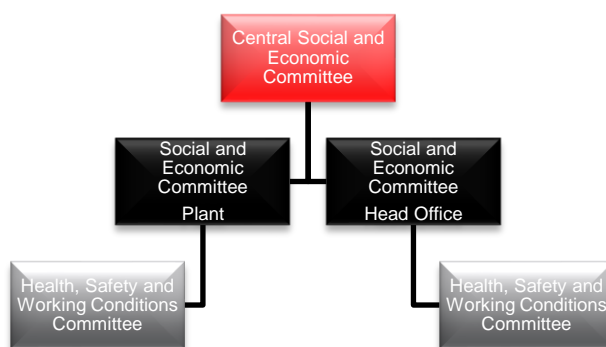 Central Social and
Economic
Committee
Social and
Economic
Committee
Plant
Social and
Economic
Committee
Head Office
Health, Safety and
Working Conditions
Committee
Health, Safety and
Working Conditions
Committee